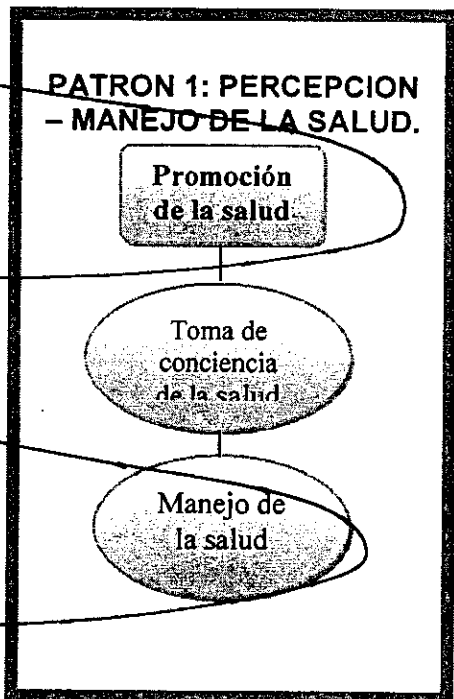 PATRON 1: PERCEPCION
– MANEJO DE LA SALUD.
Promoción
de la salud
Toma de
conciencia
de la salud
Manejo de
la salud